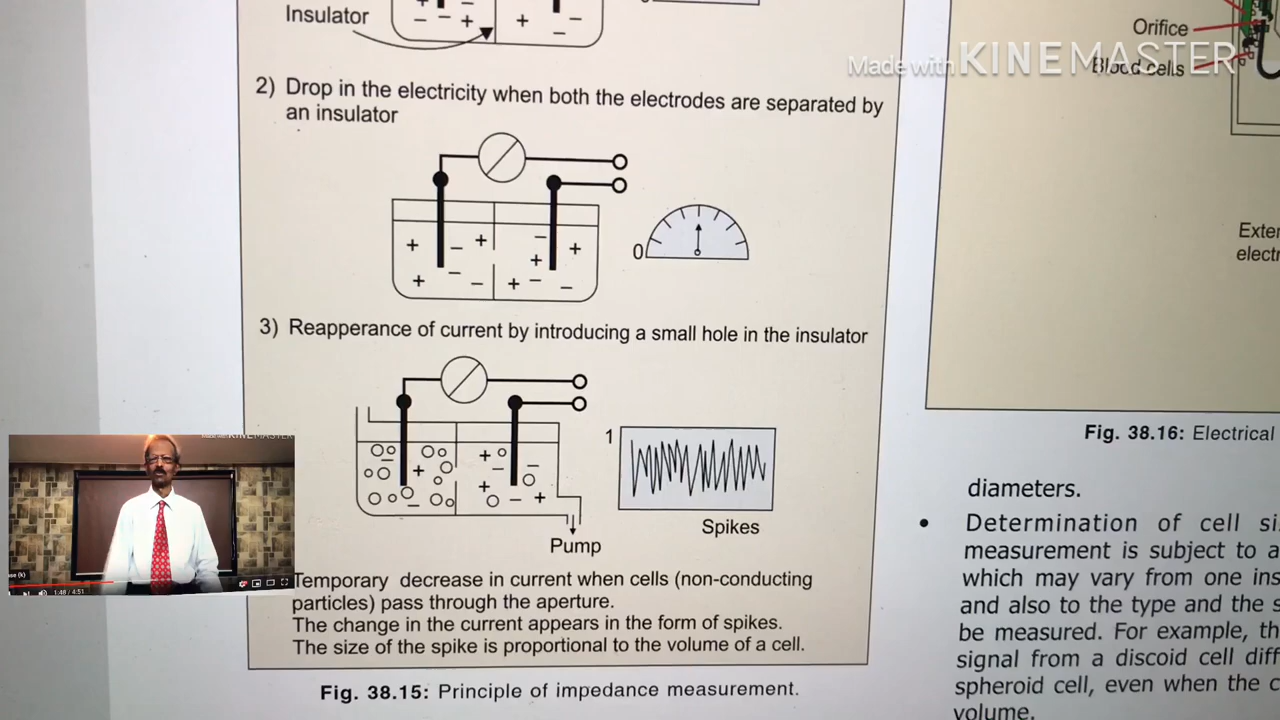 Insulator
Orifice
Blood cells
Made with KINEMASTER
2) Drop in the electricity when both the electrodes are separated by
an insulator
0
3) Reapperance of current by introducing a small hole in the insulator
1
Spikes
Pump
Temporary decrease in current when cells (non-conducting
particles) pass through the aperture.
The change in the current appears in the form of spikes.
The size of the spike is proportional to the volume of a cell.
Fig. 38.15: Principle of impedance measurement.
Fig. 38.16: Electrical
diameters.
• Determination of cell
measurement is subject to a
which may vary from one
and also to the type and the
be measured. For example,
signal from a discoid cell
spheroid cell, even when the
volume.
1:48 / 4:51